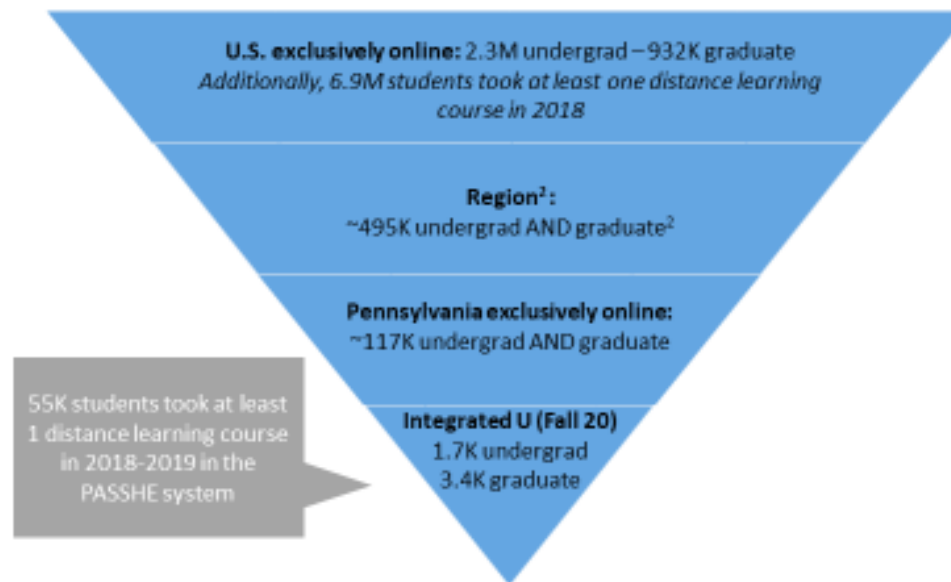 U.S. exclusively online: 2.3M undergrad – 932K graduate
Additionally, 6.9M students took at least one distance learning
course in 2018
Region²:
~495K undergrad AND graduate²
Pennsylvania exclusively online:
~117K undergrad AND graduate
55K students took at least
1 distance learning course
in 2018-2019 in the
PASSHE system
Integrated U (Fall 20)
1.7K undergrad
3.4K graduate